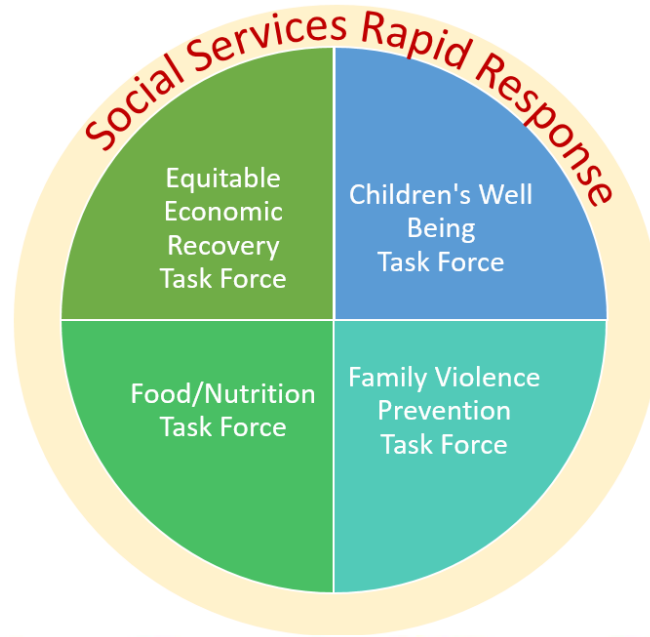 Social Services Rapid Response
Equitable
Economic
Recovery
Task Force
Children's Well
Being
Task Force
Food/Nutrition
Task Force
Family Violence
Prevention
Task Force